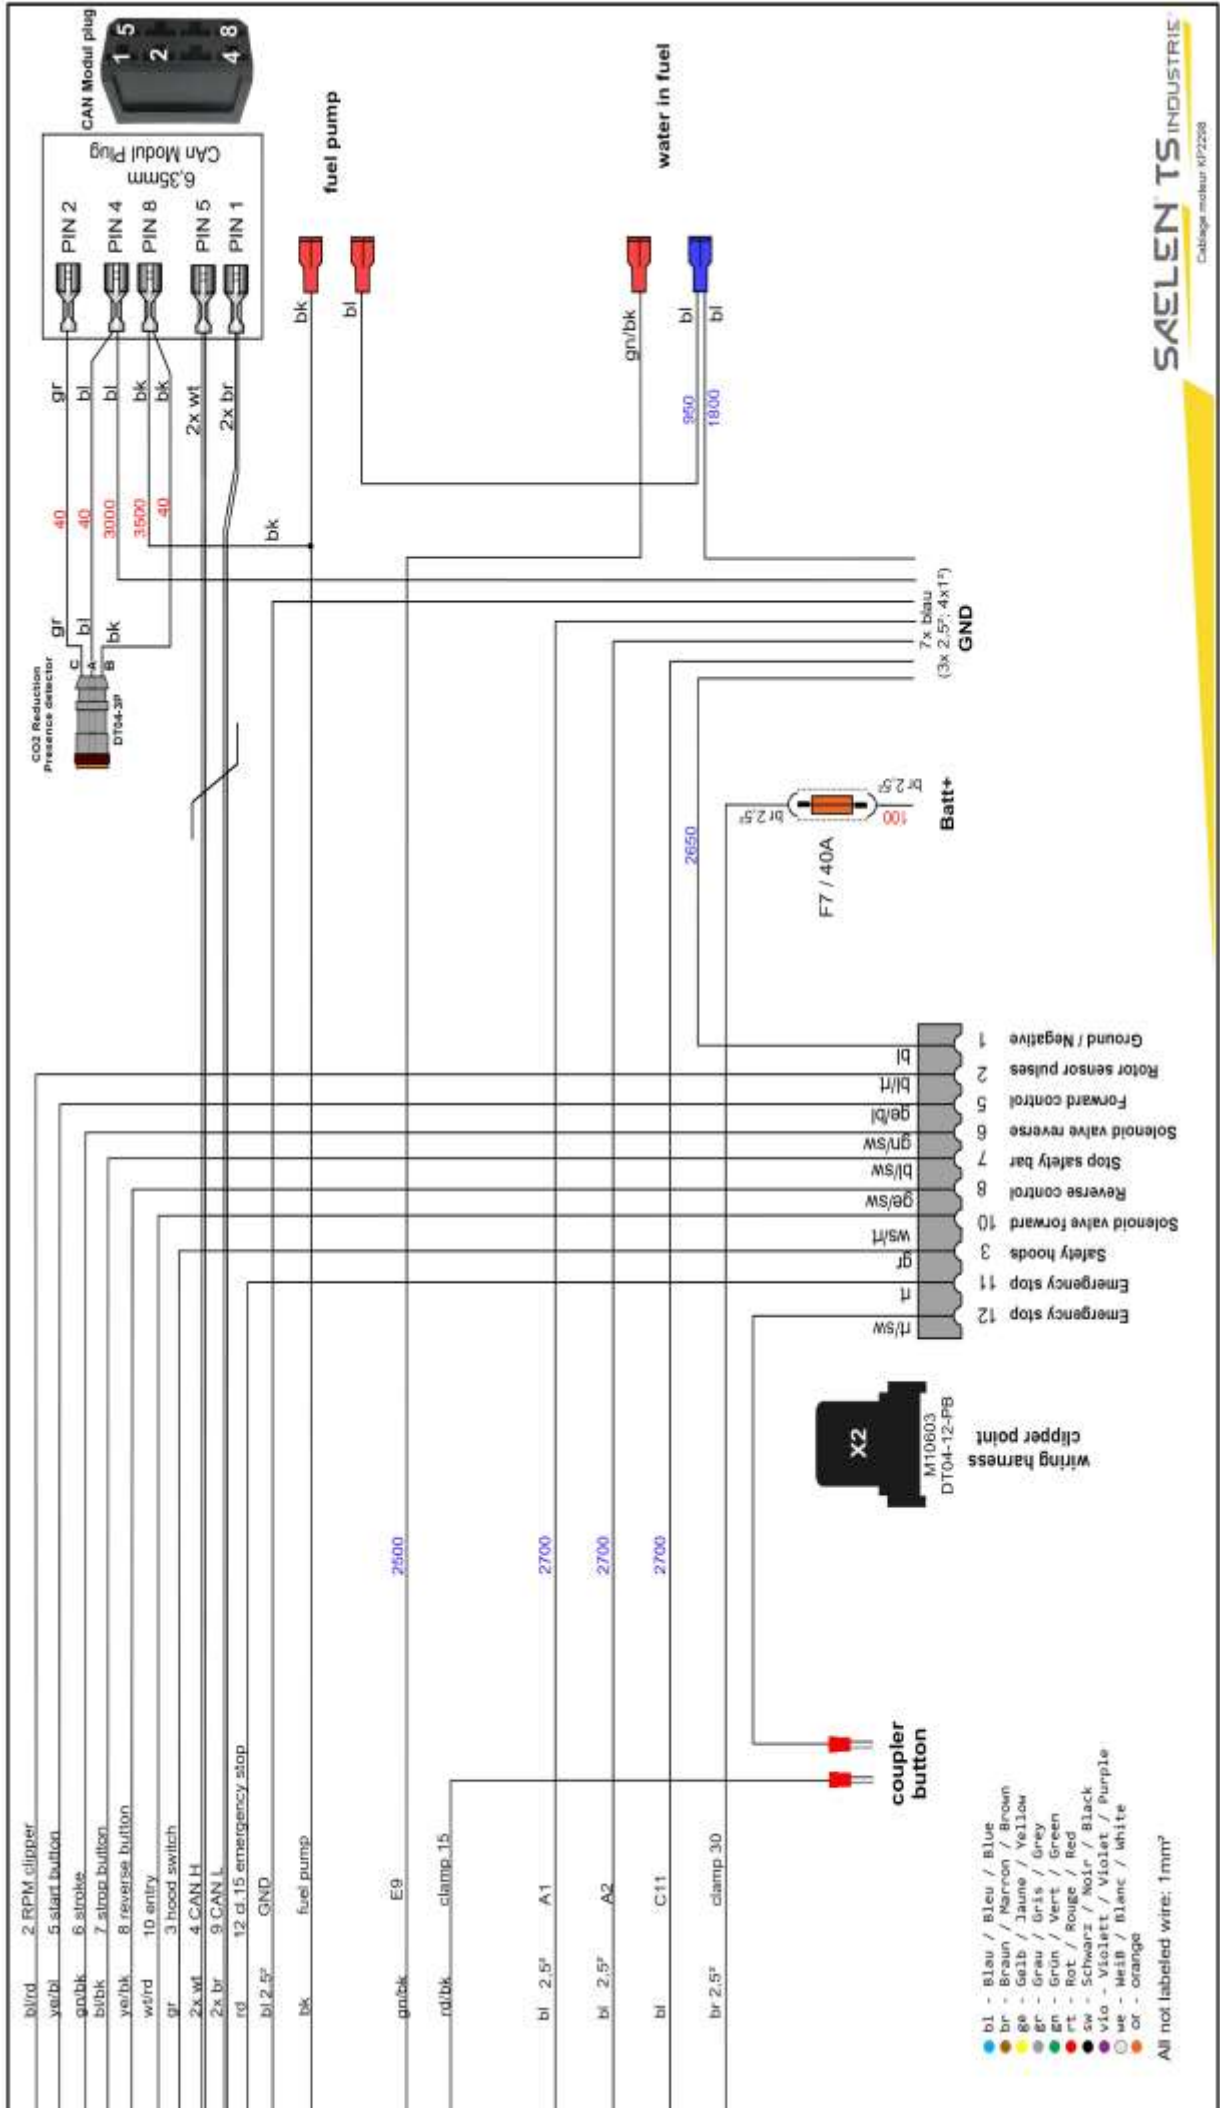 CAN Modul plug
5
8
1
2
4
CAn Modul Plug
6,35mm
PIN 2
PIN 4
PIN 8
PIN 5
PIN 1
gr
bl
bl
bk
bk
2x wt
2x br
40
40
3000
3500
40
bk
gr
bl
bk
C
A
B
CO2 Reduction
Presence detector
DT04-3P
fuel pump
bk
bl
water in fuel
gn/bk
bl
bl
950
1800
7x blau
(3x 2,5²; 4x1²)
GND
br 2,5²
br 2,5²
100
Batt+
F7 / 40A
2650
bl
bl/rt
ge/bl
gn/sw
bl/sw
ge/sw
ws/rt
gr
rt
rt/sw
1 Ground / Negative
2 Rotor sensor pulses
5 Forward control
6 Solenoid valve reverse
7 Stop safety bar
8 Reverse control
10 Solenoid valve forward
3 Safety hoods
11 Emergency stop
12 Emergency stop
X2
M10603
DT04-12-PB
wiring harness
clipper point
2500
2700
2700
2700
coupler
button
bl/rd 2 RPM clipper
ye/bl 5 start button
gn/bk 6 stroke
bl/bk 7 strop button
ye/bk 8 reverse button
wt/rd 10 entry
gr 3 hood switch
2x wt 4 CAN H
2x br 9 CAN L
rd 12 cl.15 emergency stop
bl 2.5² GND
bk fuel pump
gn/bk E9
rd/bk clamp 15
bl 2,5² A1
bl 2,5² A2
bl C11
br 2,5² clamp 30
bl - Blau / Bleu / Blue
br - Braun / Marron / Brown
ge - Gelb / Jaune / Yellow
gr - Grau / Gris / Grey
gn - Grün / Vert / Green
rt - Rot / Rouge / Red
sw - Schwarz / Noir / Black
vio - Violett / Violet / Purple
we - Weiß / Blanc / White
or - orange
All not labeled wire: 1mm²
SAELEN TS INDUSTRIE
Cablage moteur KP2298